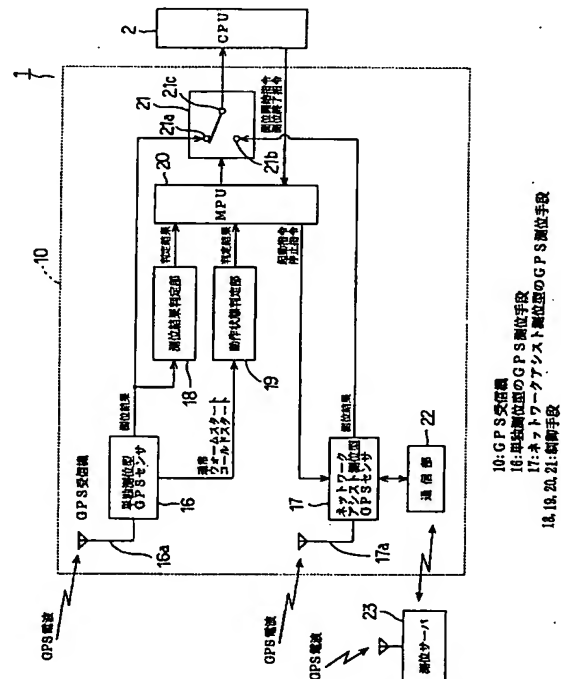 1
2
CPU
10
21
21c
21a
21b
測位開始指令
測位終了指令
20
MPU
判定結果
判定結果
起動指令
停止指令
測位結果判定部
18
動作状態判定部
19
測位結果
通常
ウォームスタート
コールドスタート
測位結果
GPS受信機
単独測位型
GPSセンサ
16
16a
17
ネットワーク
アシスト測位型
GPSセンサ
17a
22
通信部
GPS電波
GPS電波
GPS電波
23
測位サーバ
10:GPS受信機
16:単独測位型のGPS測位手段
17:ネットワークアシスト測位型のGPS測位手段
18,19,20,21:制御手段